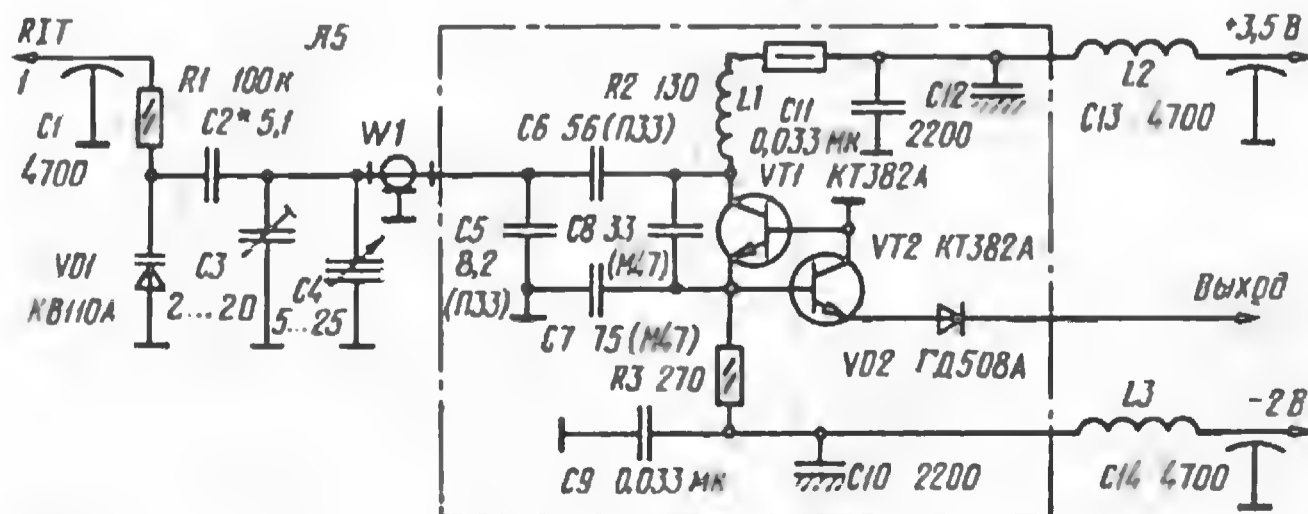 RIT
1
Я5
+3,5 В
R1 100к
R2 130
L1
C11
0,033 мк
C12
2200
L2
C13 4700
C1
4700
C2* 5,1
W1
C6 56 (П33)
VT1 КТ382А
C5
8,2
(П33)
C8 33
(М47)
VT2 КТ382А
VD1
КВ110А
C3
2...20
C4
5...25
C7 75 (М47)
R3 270
VD2 ГД508А
Выход
L3
-2 В
C9 0,033 мк
C10 2200
C14 4700